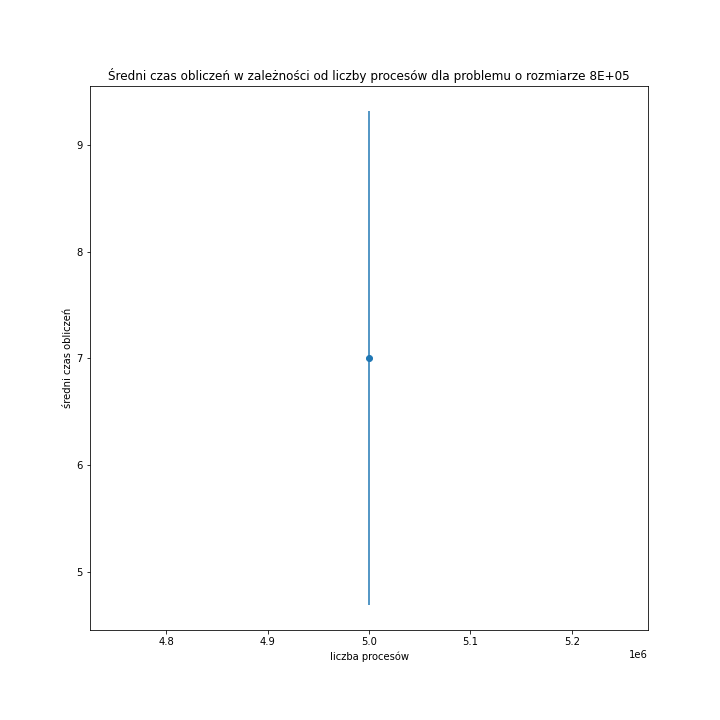 Średni czas obliczeń w zależności od liczby procesów dla problemu o rozmiarze 8E+05
9
8
7
6
5
średni czas obliczeń
4.8 4.9 5.0 5.1 5.2
1e6
liczba procesów